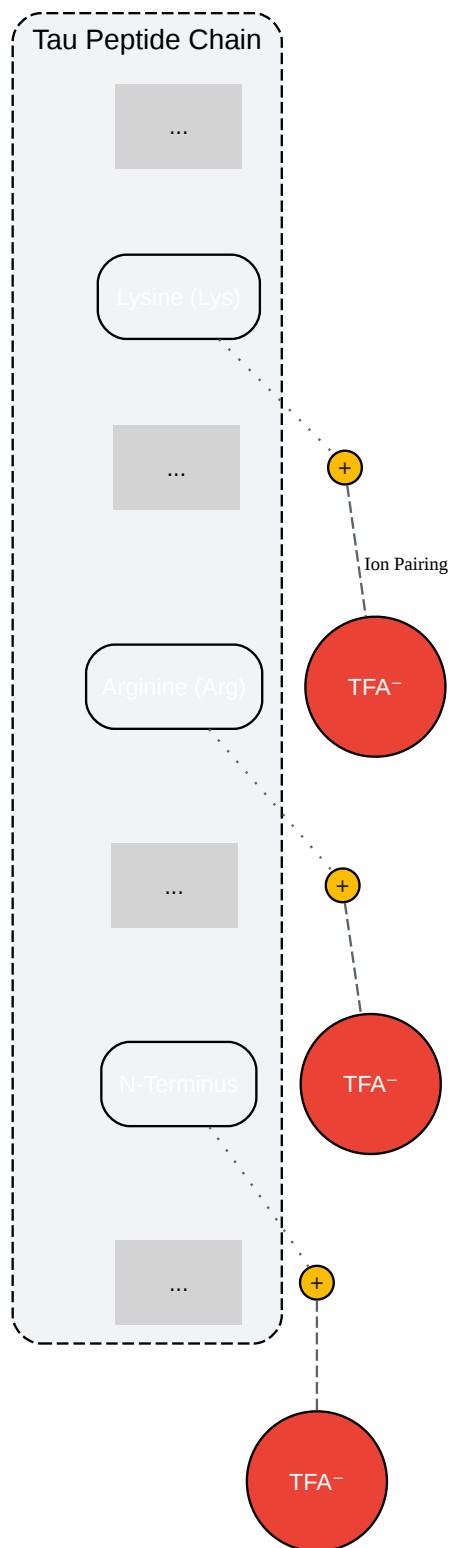 Tau Peptide Chain
...
Lysine (Lys)
...
+
Ion Pairing
Arginine (Arg)
TFA⁻
...
+
N-Terminus
TFA⁻
...
+
TFA⁻